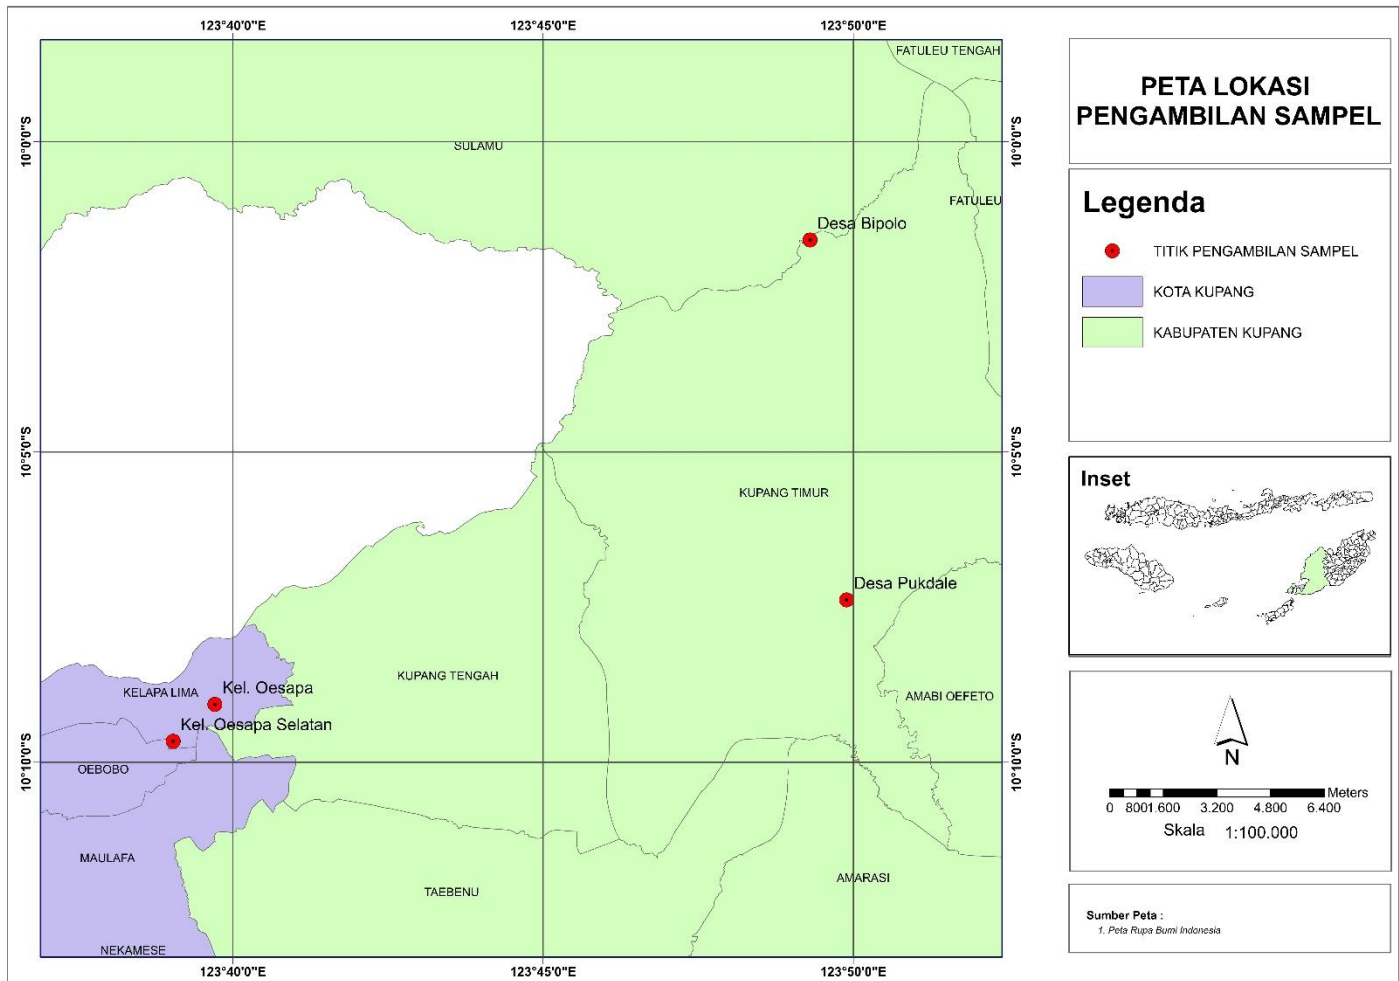 123°40'0"E 123°45'0"E 123°50'0"E
FATULEU TENGAH
10°0'0"S
SULAMU
10°0'0"S
FATULEU
Desa Bipolo
10°5'0"S
10°5'0"S
KUPANG TIMUR
Desa Pukdale
KUPANG TENGAH
KELAPA LIMA
Kel. Oesapa
AMABI OEFETO
Kel. Oesapa Selatan
10°10'0"S
OEBOBO
10°10'0"S
MAULAFA
TAEBENU
AMARASI
NEKAMESE
123°40'0"E 123°45'0"E 123°50'0"E
PETA LOKASI
PENGAMBILAN SAMPEL
Legenda
TITIK PENGAMBILAN SAMPEL
KOTA KUPANG
KABUPATEN KUPANG
Inset
N
Meters
0 800 1.600 3.200 4.800 6.400
Skala 1:100.000
Sumber Peta :
1. Peta Rupa Bumi Indonesia